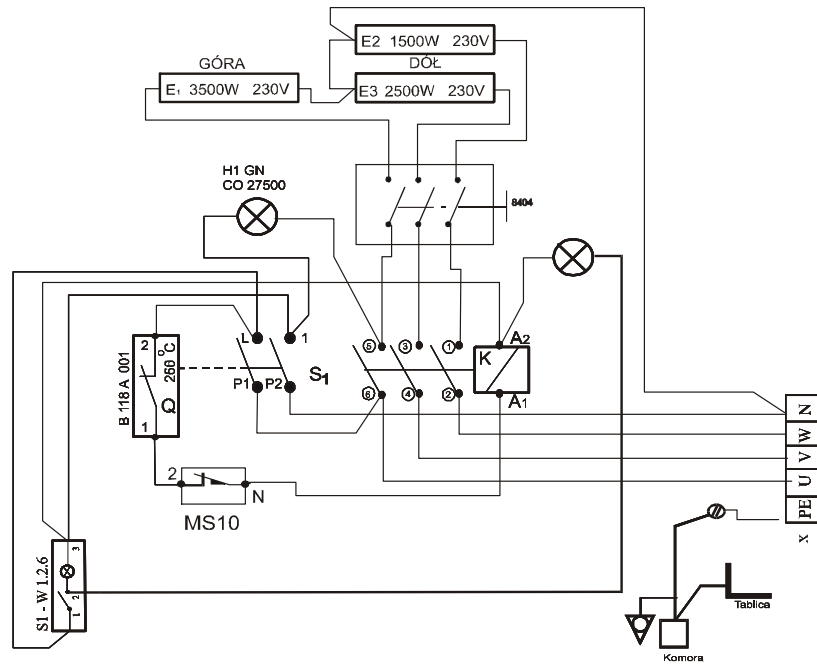 E2 1500W 230V
GÓRA
DÓŁ
E1 3500W 230V
E3 2500W 230V
H1 GN
CO 27500
8404
2
B 118 A 001
266 °C
Q
1
L
1
P1
P2
S1
5
3
1
6
4
2
K
A2
A1
N
W
V
U
PE
x
2
N
MS10
S1 - W 1.2.6
3
2
1
Tablica
Komora